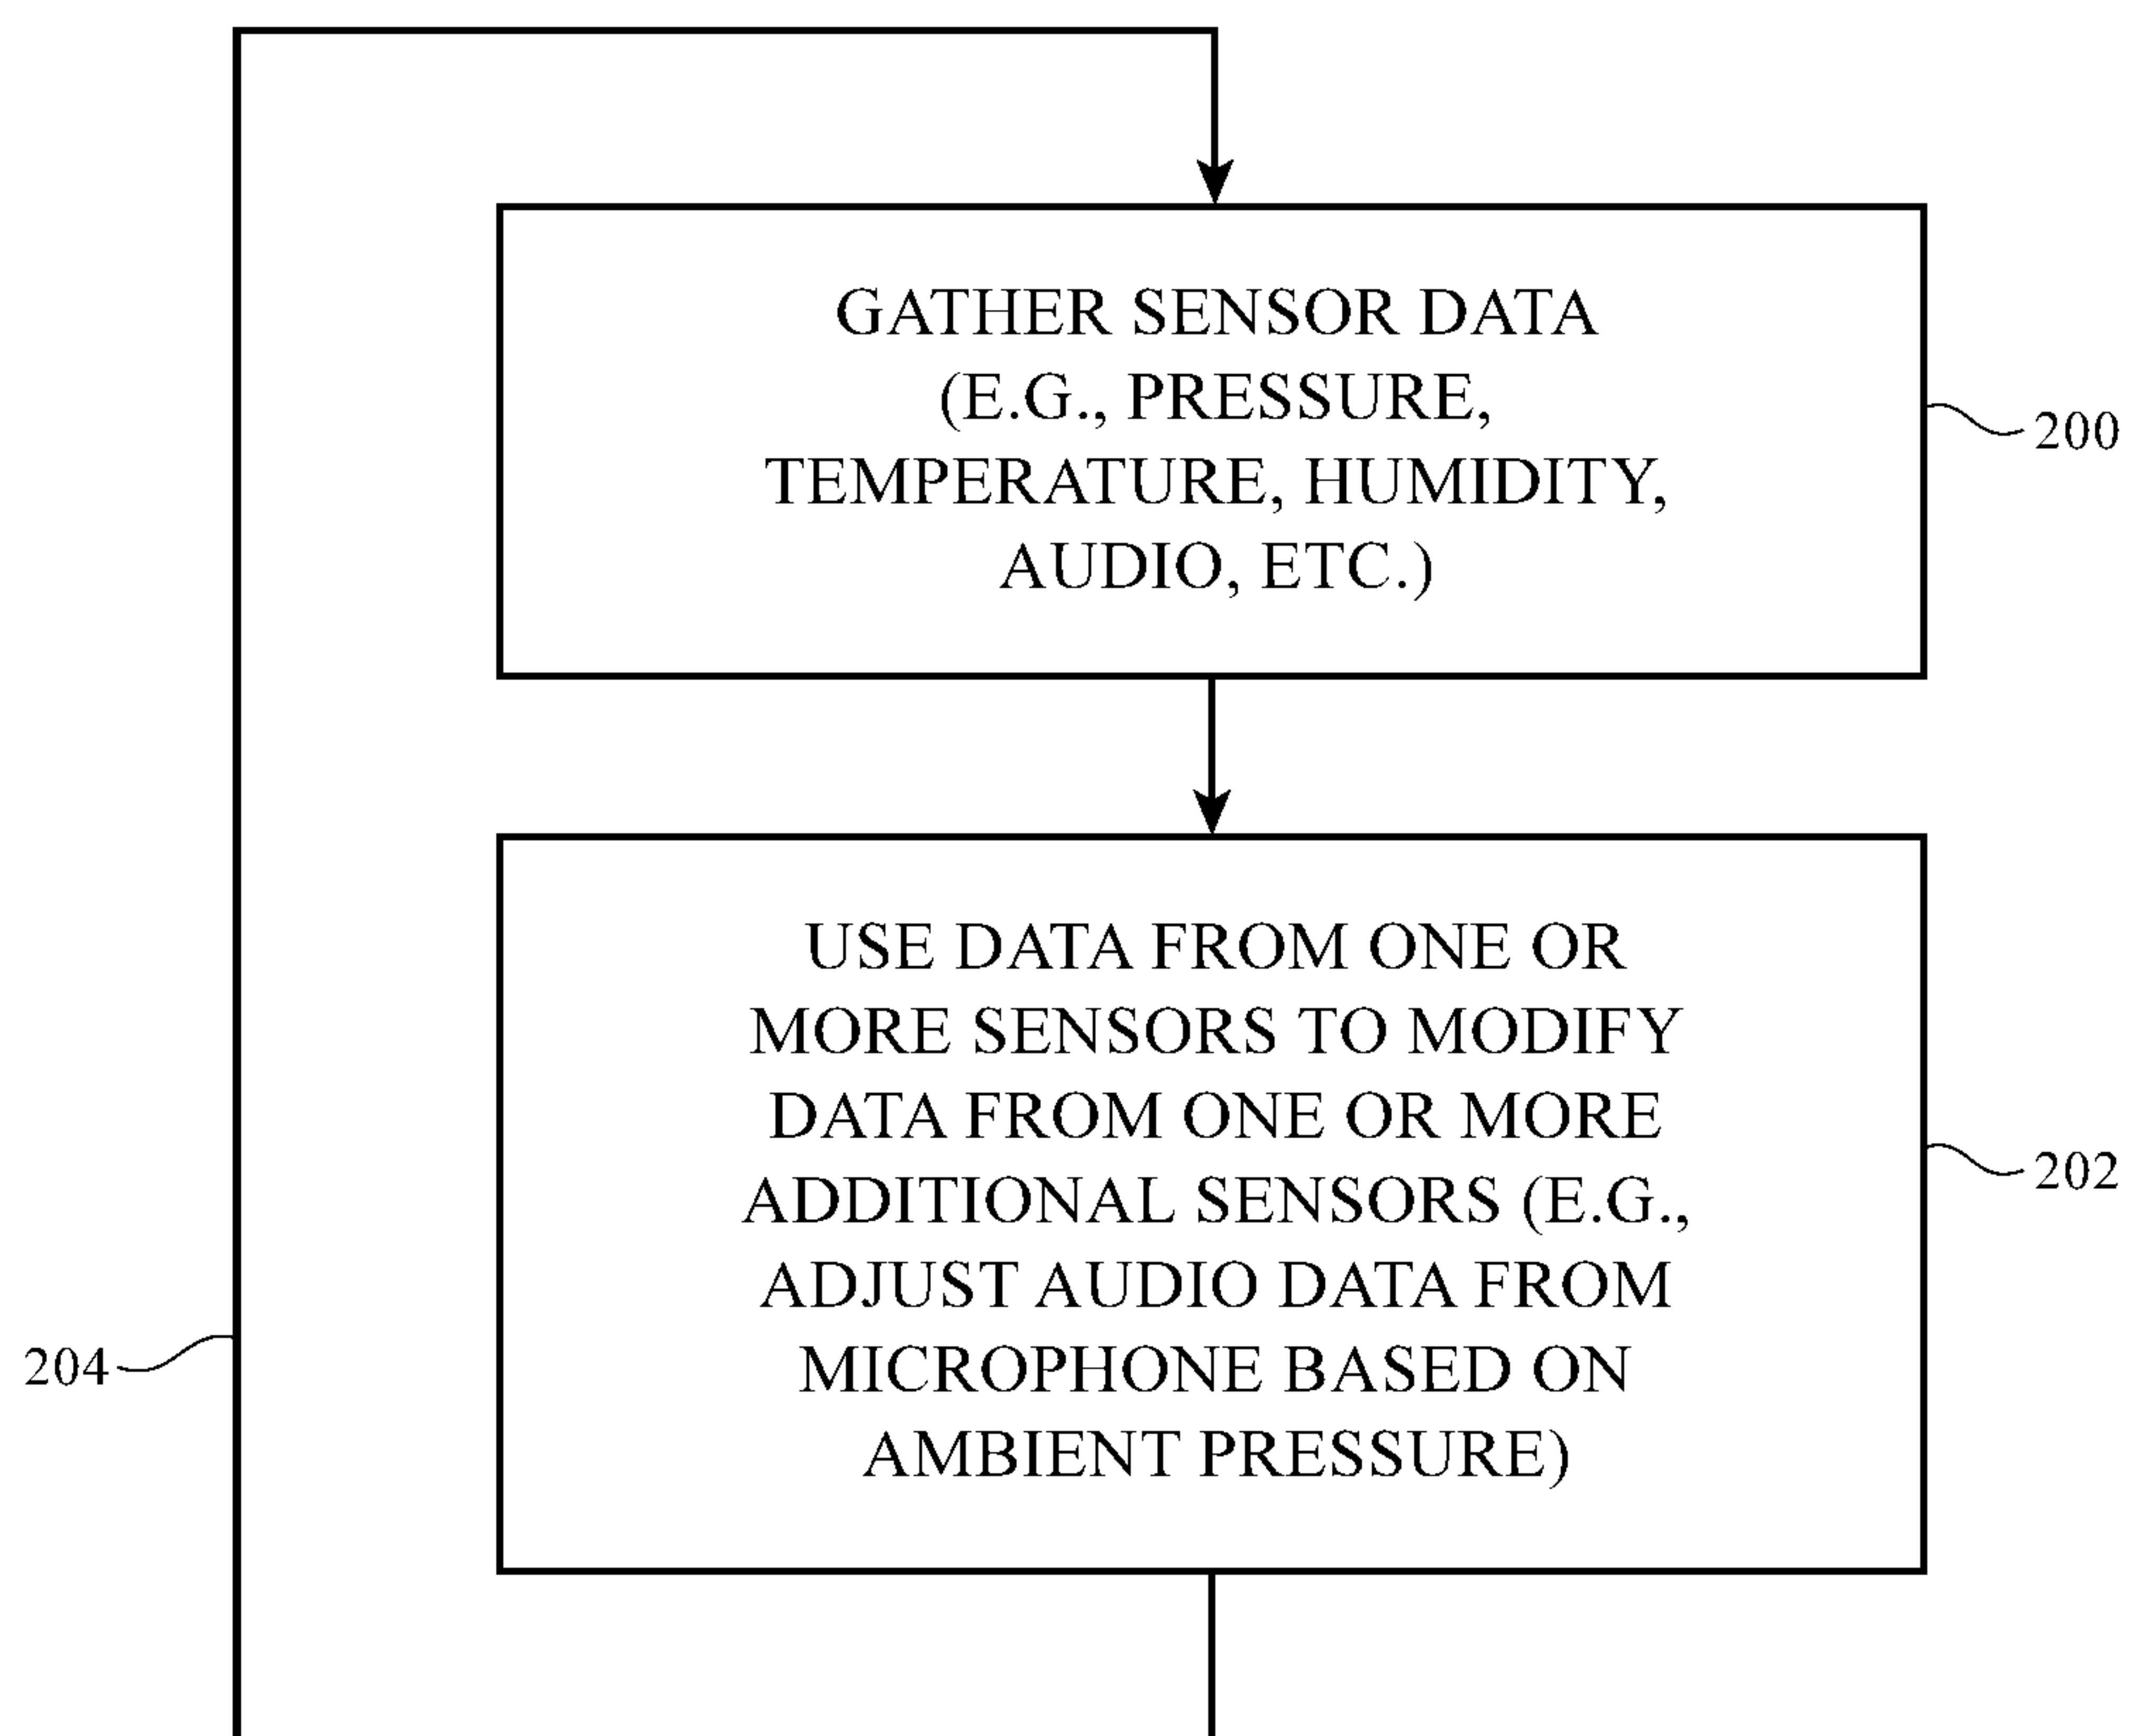 GATHER SENSOR DATA
(E.G., PRESSURE,
TEMPERATURE, HUMIDITY,
AUDIO, ETC.)
200
USE DATA FROM ONE OR
MORE SENSORS TO MODIFY
DATA FROM ONE OR MORE
ADDITIONAL SENSORS (E.G.,
ADJUST AUDIO DATA FROM
MICROPHONE BASED ON
AMBIENT PRESSURE)
202
204